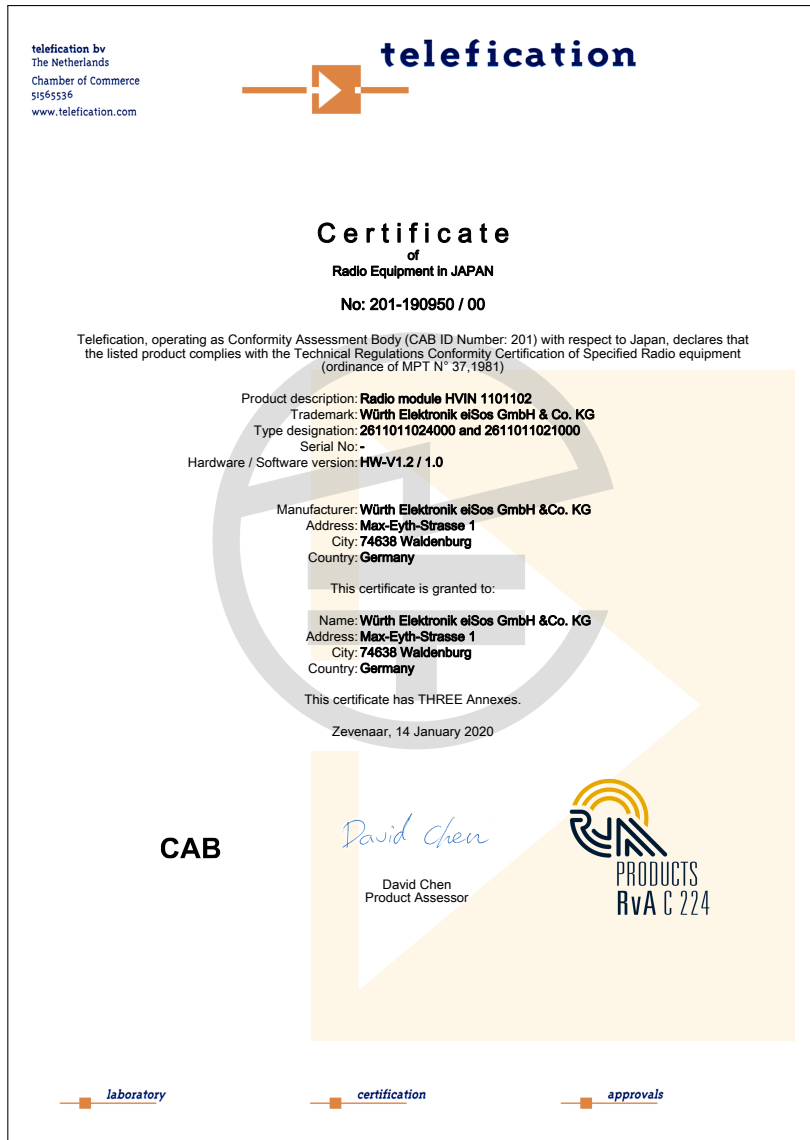 telefication bv
The Netherlands
Chamber of Commerce
51565536
www.telefication.com
telefication
Certificate
of
Radio Equipment in JAPAN
No: 201-190950 / 00
Telefication, operating as Conformity Assessment Body (CAB ID Number: 201) with respect to Japan, declares that
the listed product complies with the Technical Regulations Conformity Certification of Specified Radio equipment
(ordinance of MPT N° 37,1981)
Product description: Radio module HVIN 1101102
Trademark: Würth Elektronik eiSos GmbH & Co. KG
Type designation: 2611011024000 and 2611011021000
Serial No: -
Hardware / Software version: HW-V1.2 / 1.0
Manufacturer: Würth Elektronik eiSos GmbH &Co. KG
Address: Max-Eyth-Strasse 1
City: 74638 Waldenburg
Country: Germany
This certificate is granted to:
Name: Würth Elektronik eiSos GmbH &Co. KG
Address: Max-Eyth-Strasse 1
City: 74638 Waldenburg
Country: Germany
This certificate has THREE Annexes.
Zevenaar, 14 January 2020
CAB
David Chen
David Chen
Product Assessor
RvA
PRODUCTS
RvA C 224
laboratory
certification
approvals